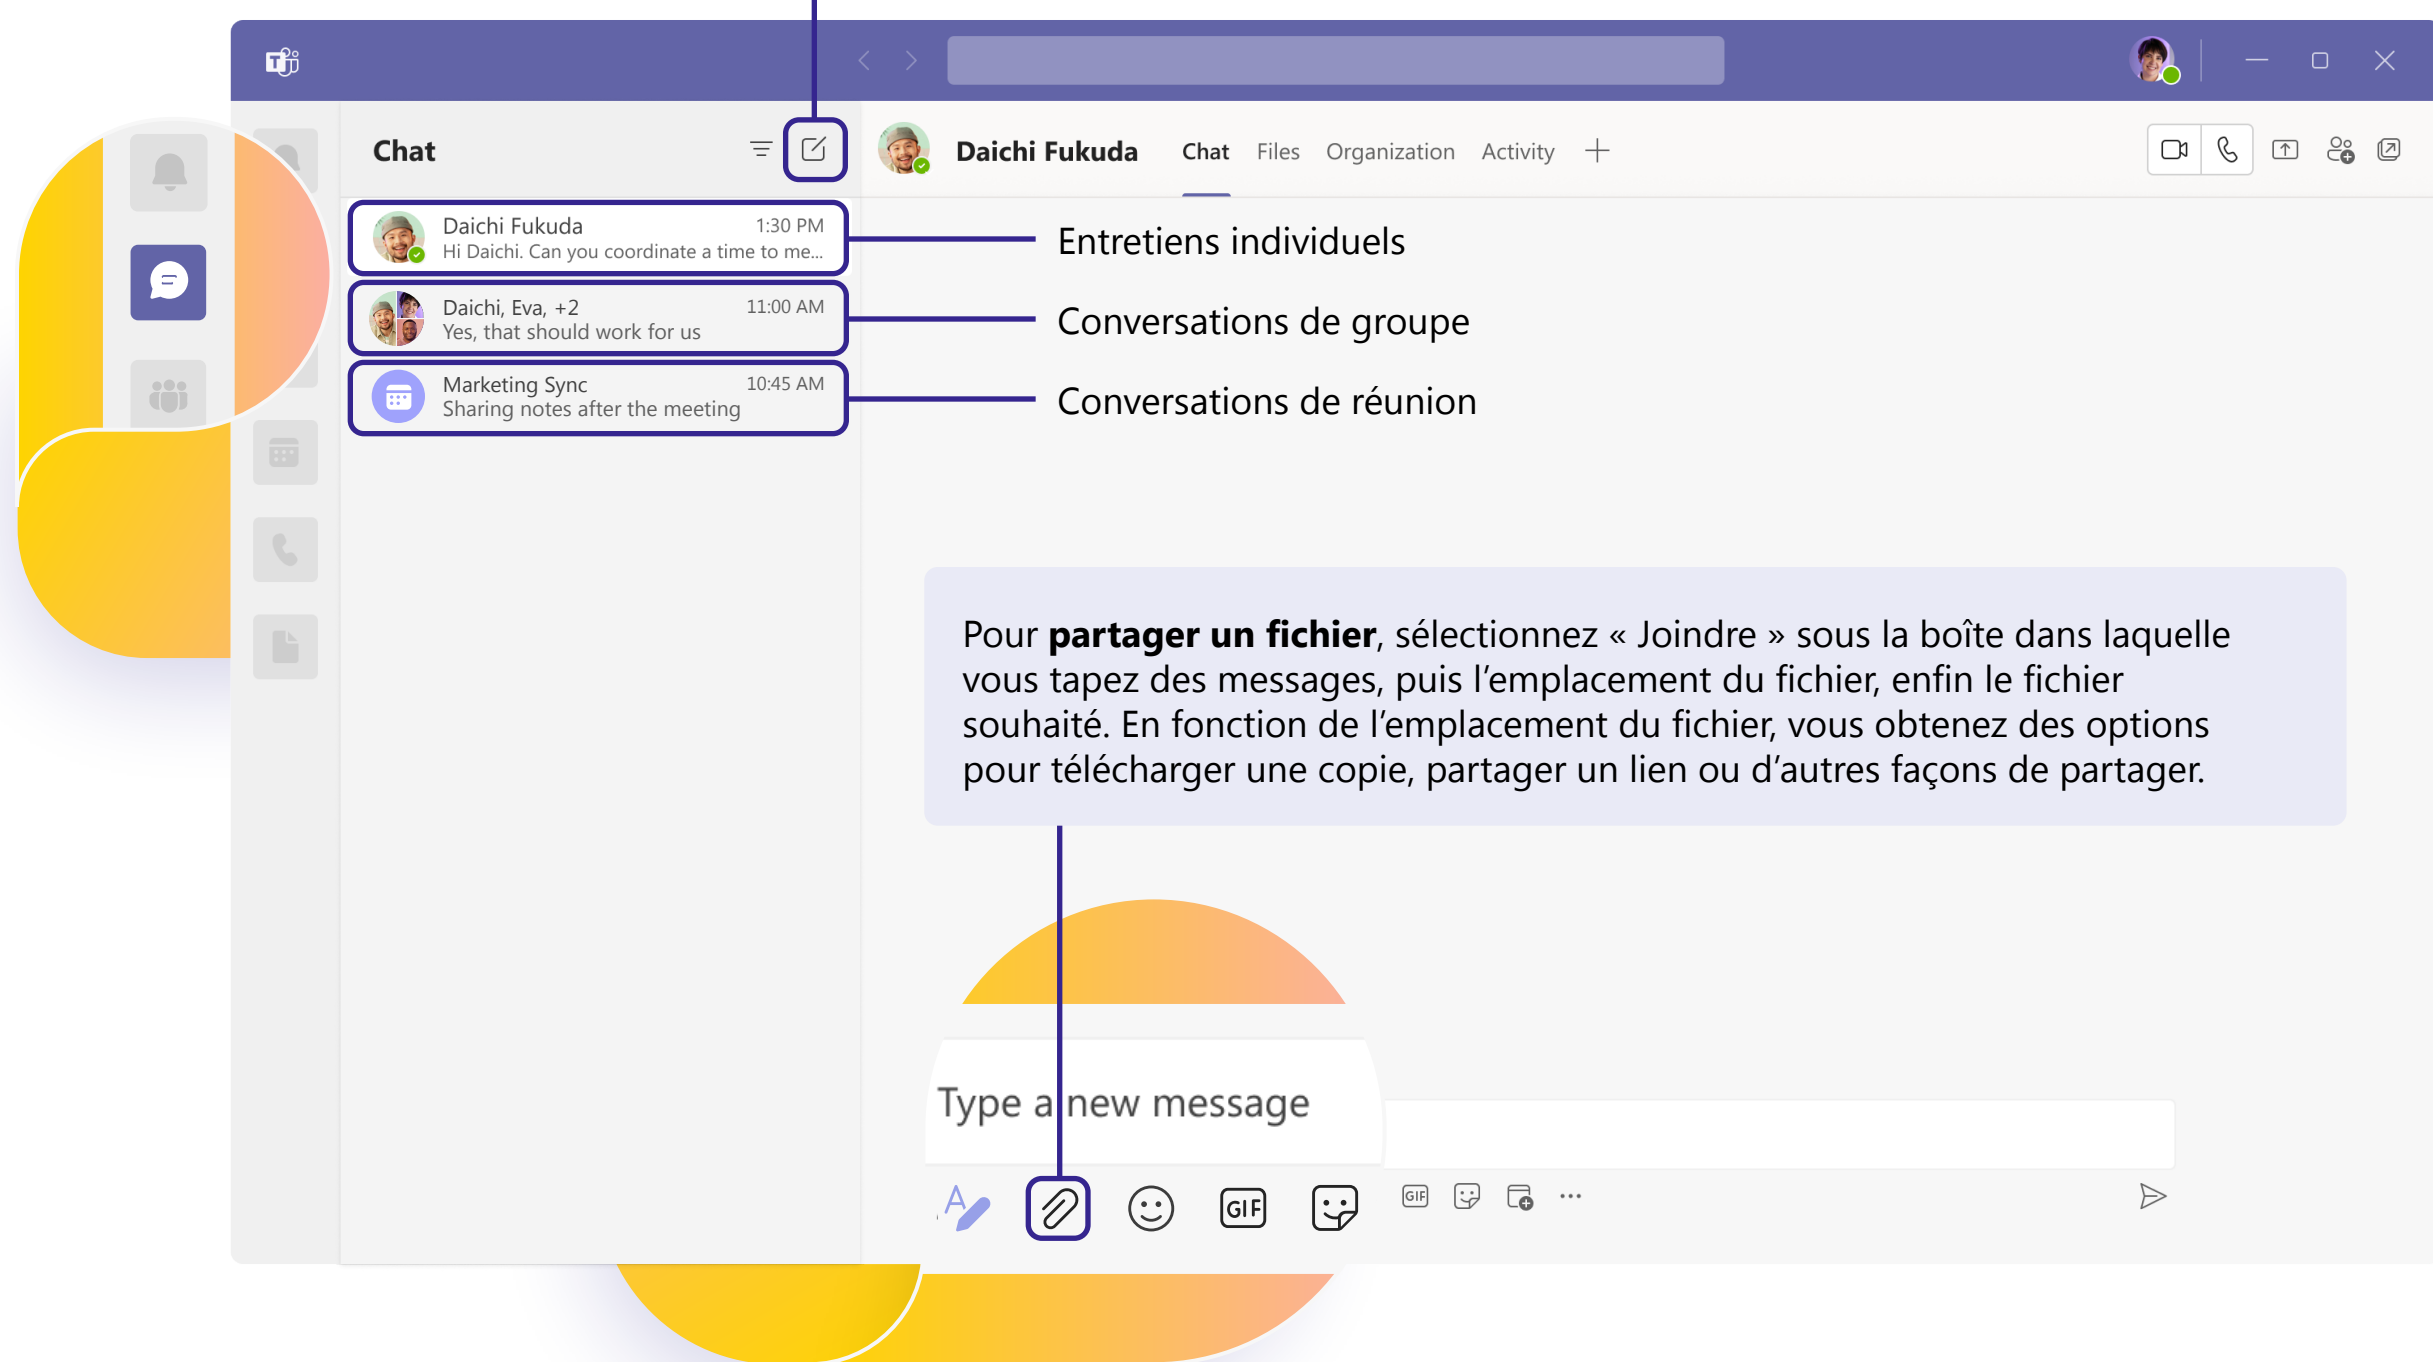 Chat
Daichi Fukuda
Chat
Files
Organization
Activity
Daichi Fukuda
1:30 PM
Hi Daichi. Can you coordinate a time to me...
Entretiens individuels
Daichi, Eva, +2
11:00 AM
Yes, that should work for us
Conversations de groupe
Marketing Sync
10:45 AM
Sharing notes after the meeting
Conversations de réunion
Pour partager un fichier, sélectionnez « Joindre » sous la boîte dans laquelle
vous tapez des messages, puis l’emplacement du fichier, enfin le fichier
souhaité. En fonction de l’emplacement du fichier, vous obtenez des options
pour télécharger une copie, partager un lien ou d’autres façons de partager.
Type a new message
GIF
GIF